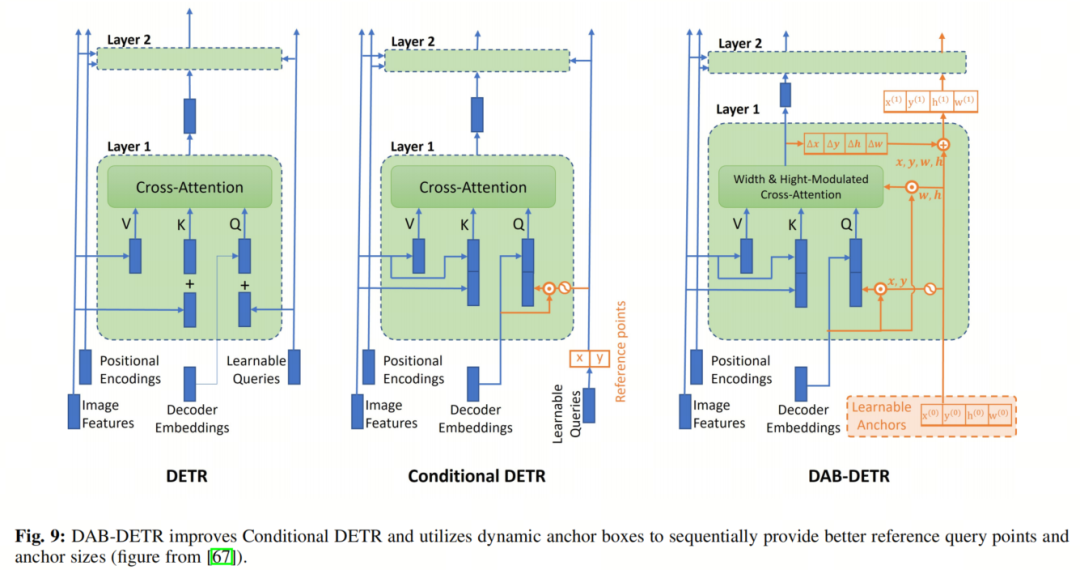 Layer 2
Layer 1
Cross-Attention
V K Q
+ +
Positional
Encodings
Learnable
Queries
Image
Features
Decoder
Embeddings
DETR
Layer 2
Layer 1
Cross-Attention
V K Q
x y
Reference points
Positional
Encodings
Learnable
Queries
Image
Features
Decoder
Embeddings
Conditional DETR
Layer 2
x⁽¹⁾ y⁽¹⁾ h⁽¹⁾ w⁽¹⁾
Layer 1
Δx Δy Δh Δw
+
x, y, w, h
Width & Hight-Modulated
Cross-Attention
w, h
V K Q
x, y
Positional
Encodings
Image
Features
Decoder
Embeddings
Learnable
Anchors
x⁽⁰⁾ y⁽⁰⁾ h⁽⁰⁾ w⁽⁰⁾
DAB-DETR
Fig. 9: DAB-DETR improves Conditional DETR and utilizes dynamic anchor boxes to sequentially provide better reference query points and
anchor sizes (figure from [67]).